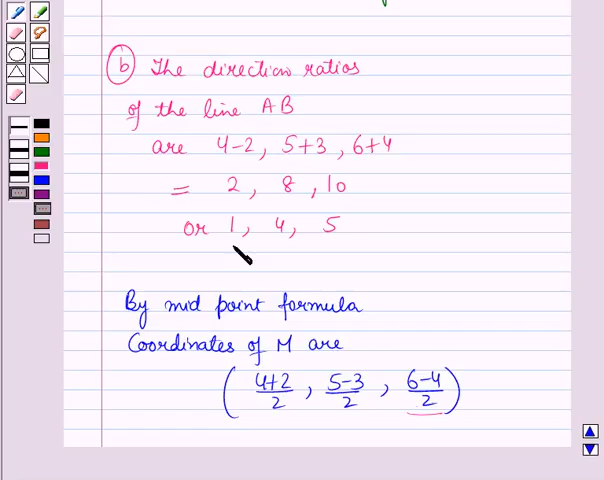 b The direction ratios
of the line AB
are 4-2, 5+3, 6+4
= 2, 8, 10
or 1, 4, 5
By mid point formula
Coordinates of M are
(4+2/2, 5-3/2, 6-4/2)